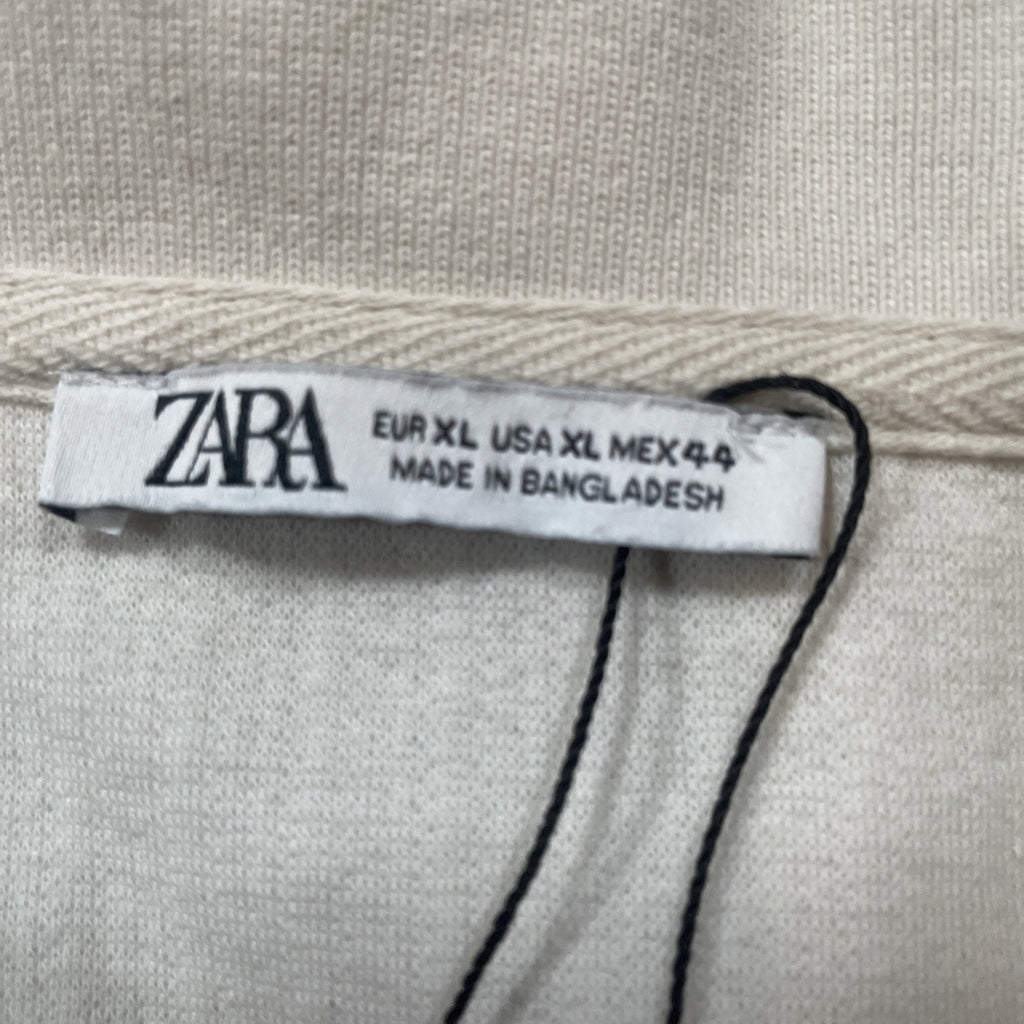 ZARA
EUR XL USA XL MEX 44
MADE IN BANGLADESH